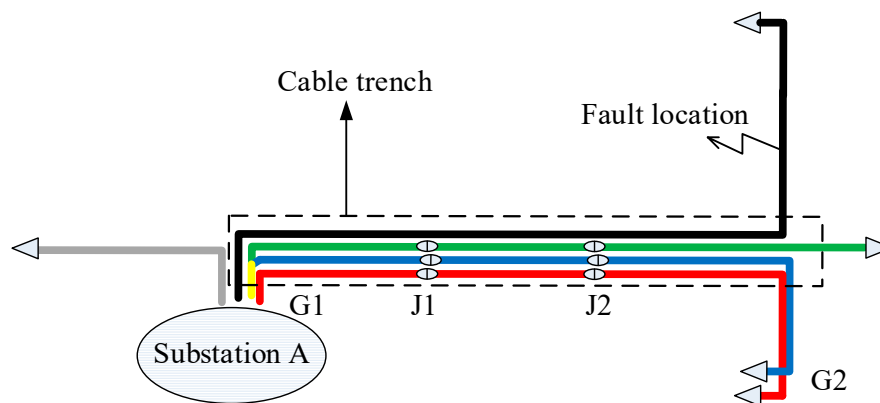 Cable trench
Fault location
G1
J1
J2
Substation A
G2